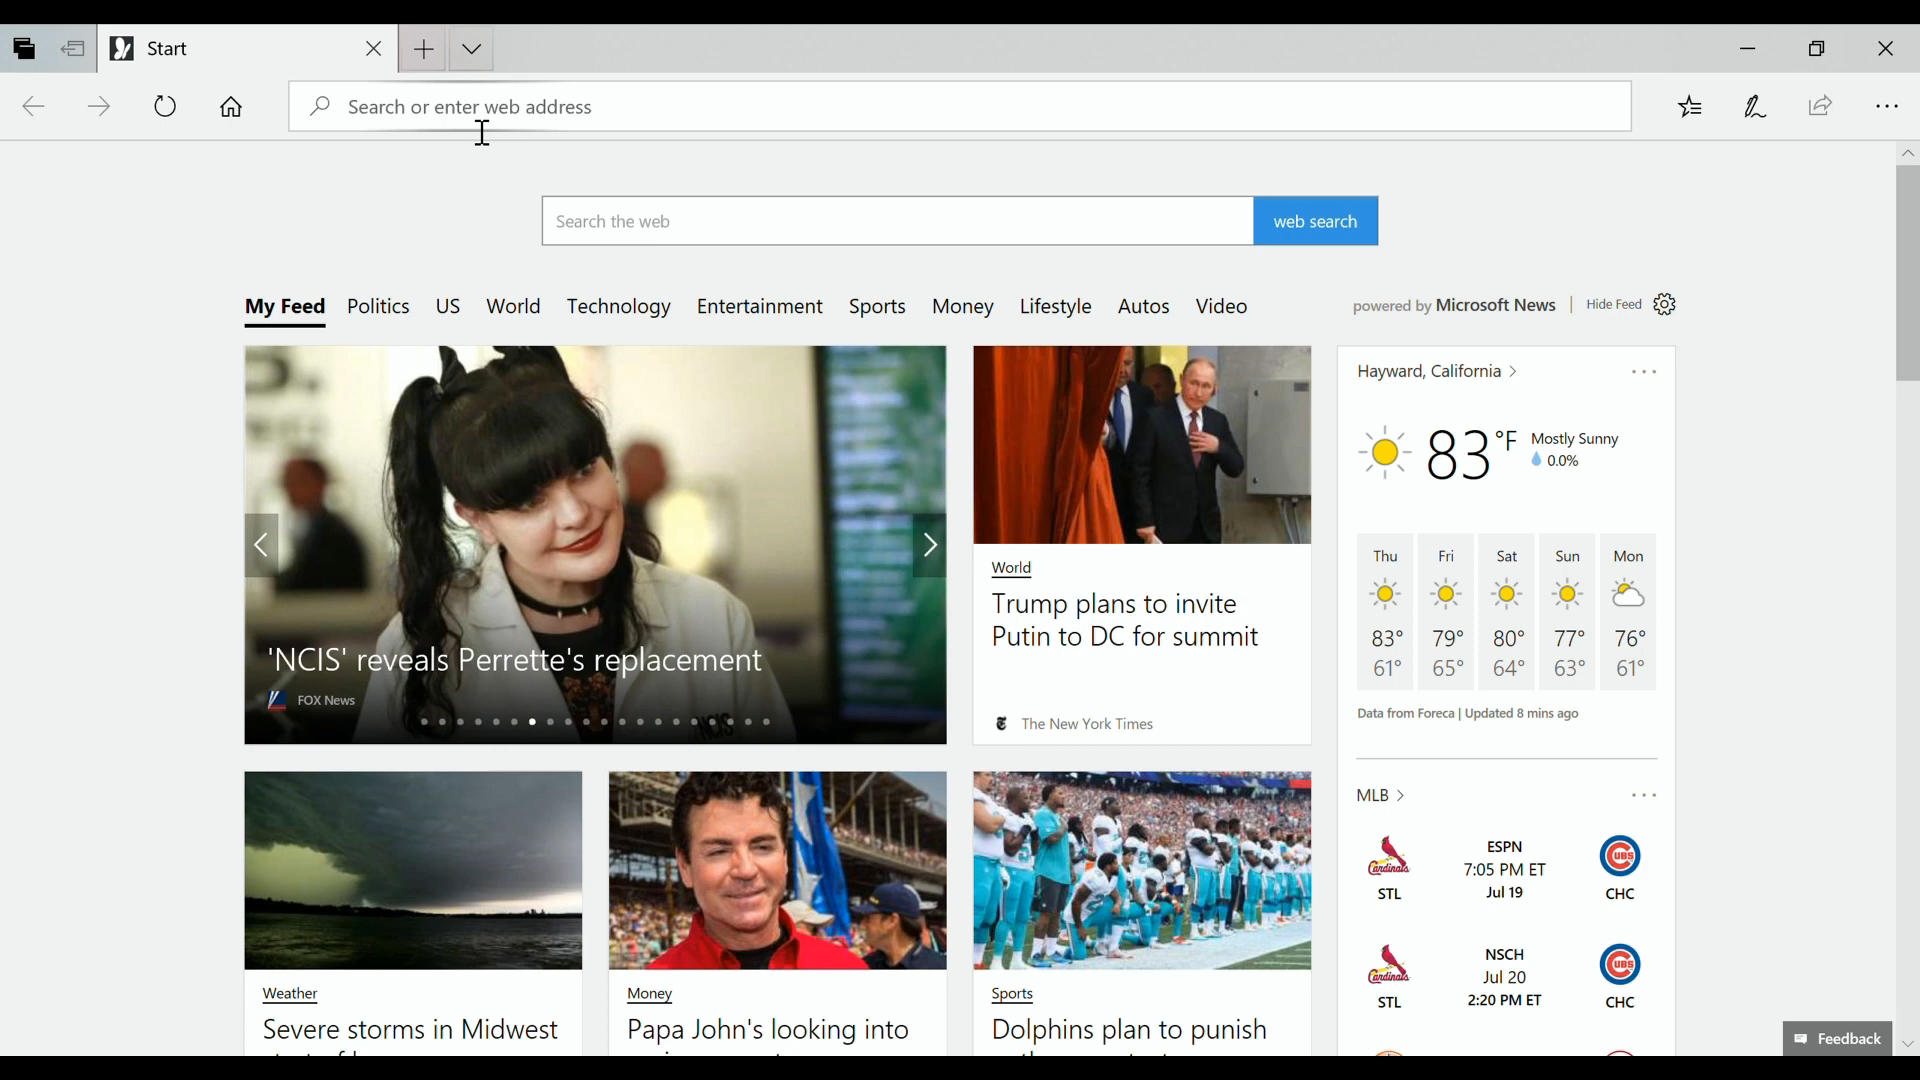 Start
Search or enter web address
Search the web
web search
My Feed Politics US World Technology Entertainment Sports Money Lifestyle Autos Video
powered by Microsoft News | Hide Feed
'NCIS' reveals Perrette's replacement
FOX News
NCIS
World
Trump plans to invite
Putin to DC for summit
The New York Times
Hayward, California >
83 °F
Mostly Sunny
0.0%
Thu Fri Sat Sun Mon
83° 79° 80° 77° 76°
61° 65° 64° 63° 61°
Data from Foreca | Updated 8 mins ago
MLB >
Cardinals
STL
ESPN
7:05 PM ET
Jul 19
CUBS
CHC
Cardinals
STL
NSCH
Jul 20
2:20 PM ET
CUBS
CHC
Weather
Severe storms in Midwest
Money
Papa John's looking into
Sports
Dolphins plan to punish
Feedback